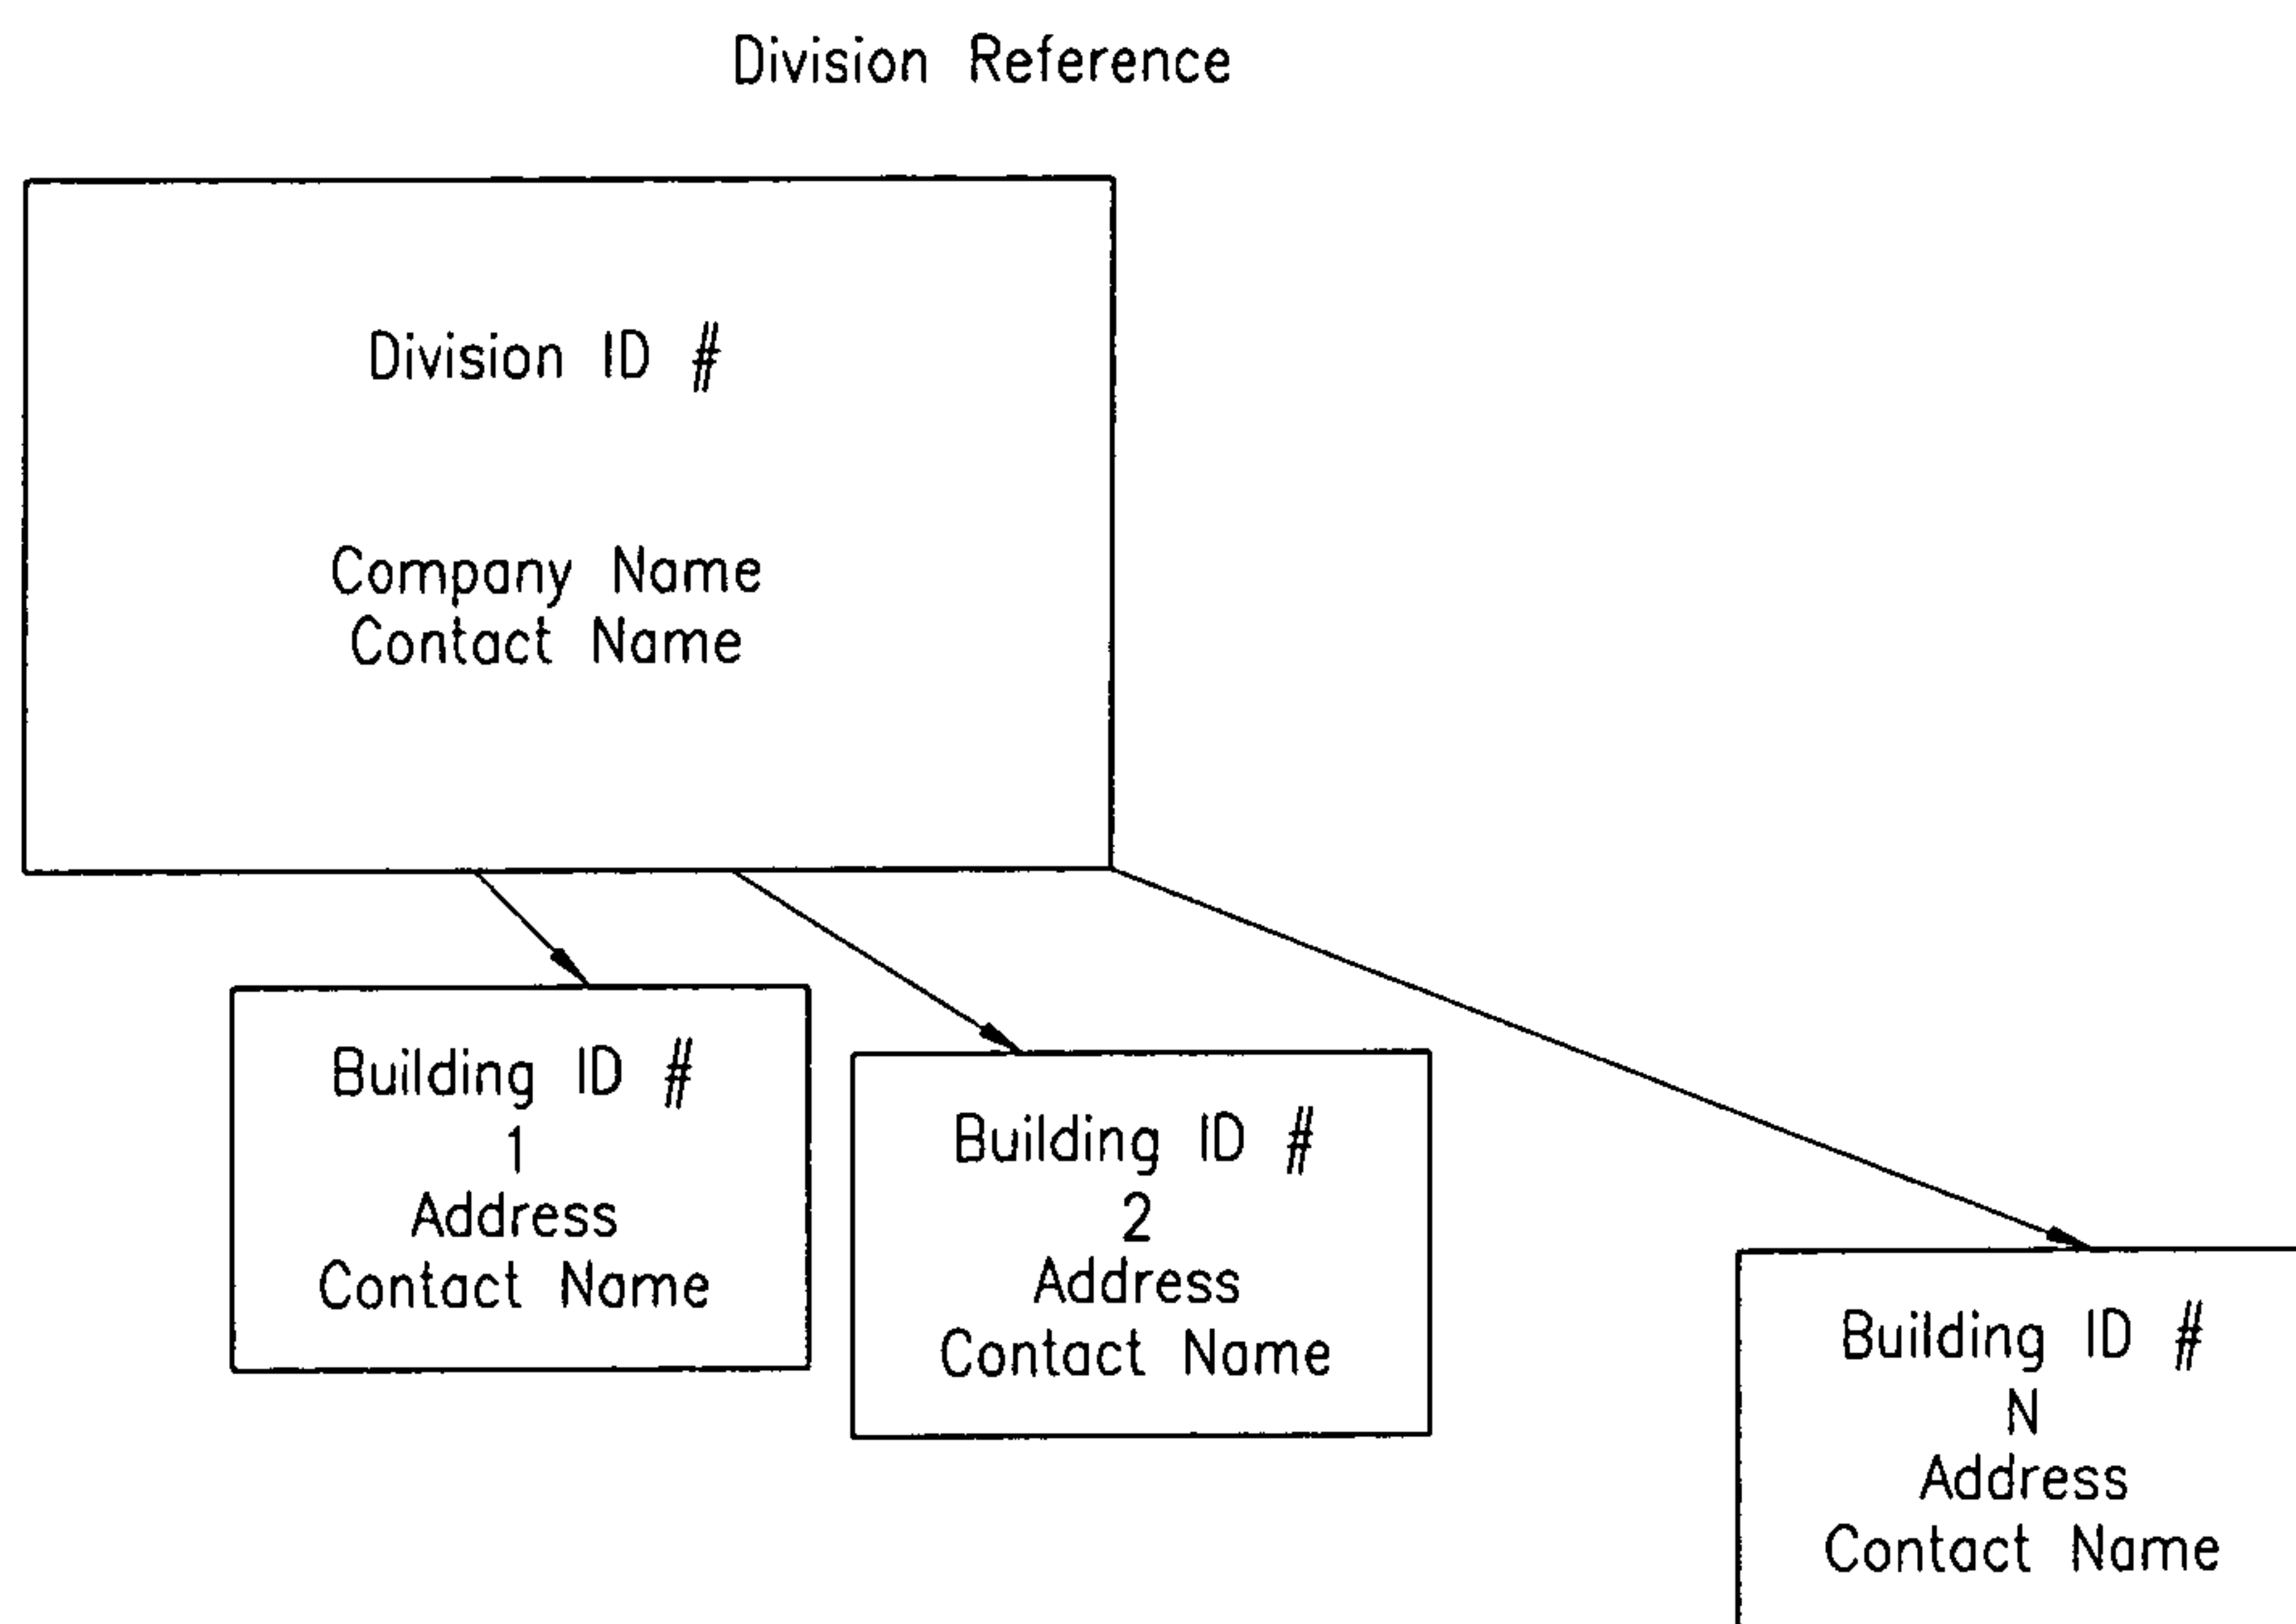 Division Reference
Division ID #
Company Name
Contact Name
Building ID #
1
Address
Contact Name
Building ID #
2
Address
Contact Name
Building ID #
N
Address
Contact Name